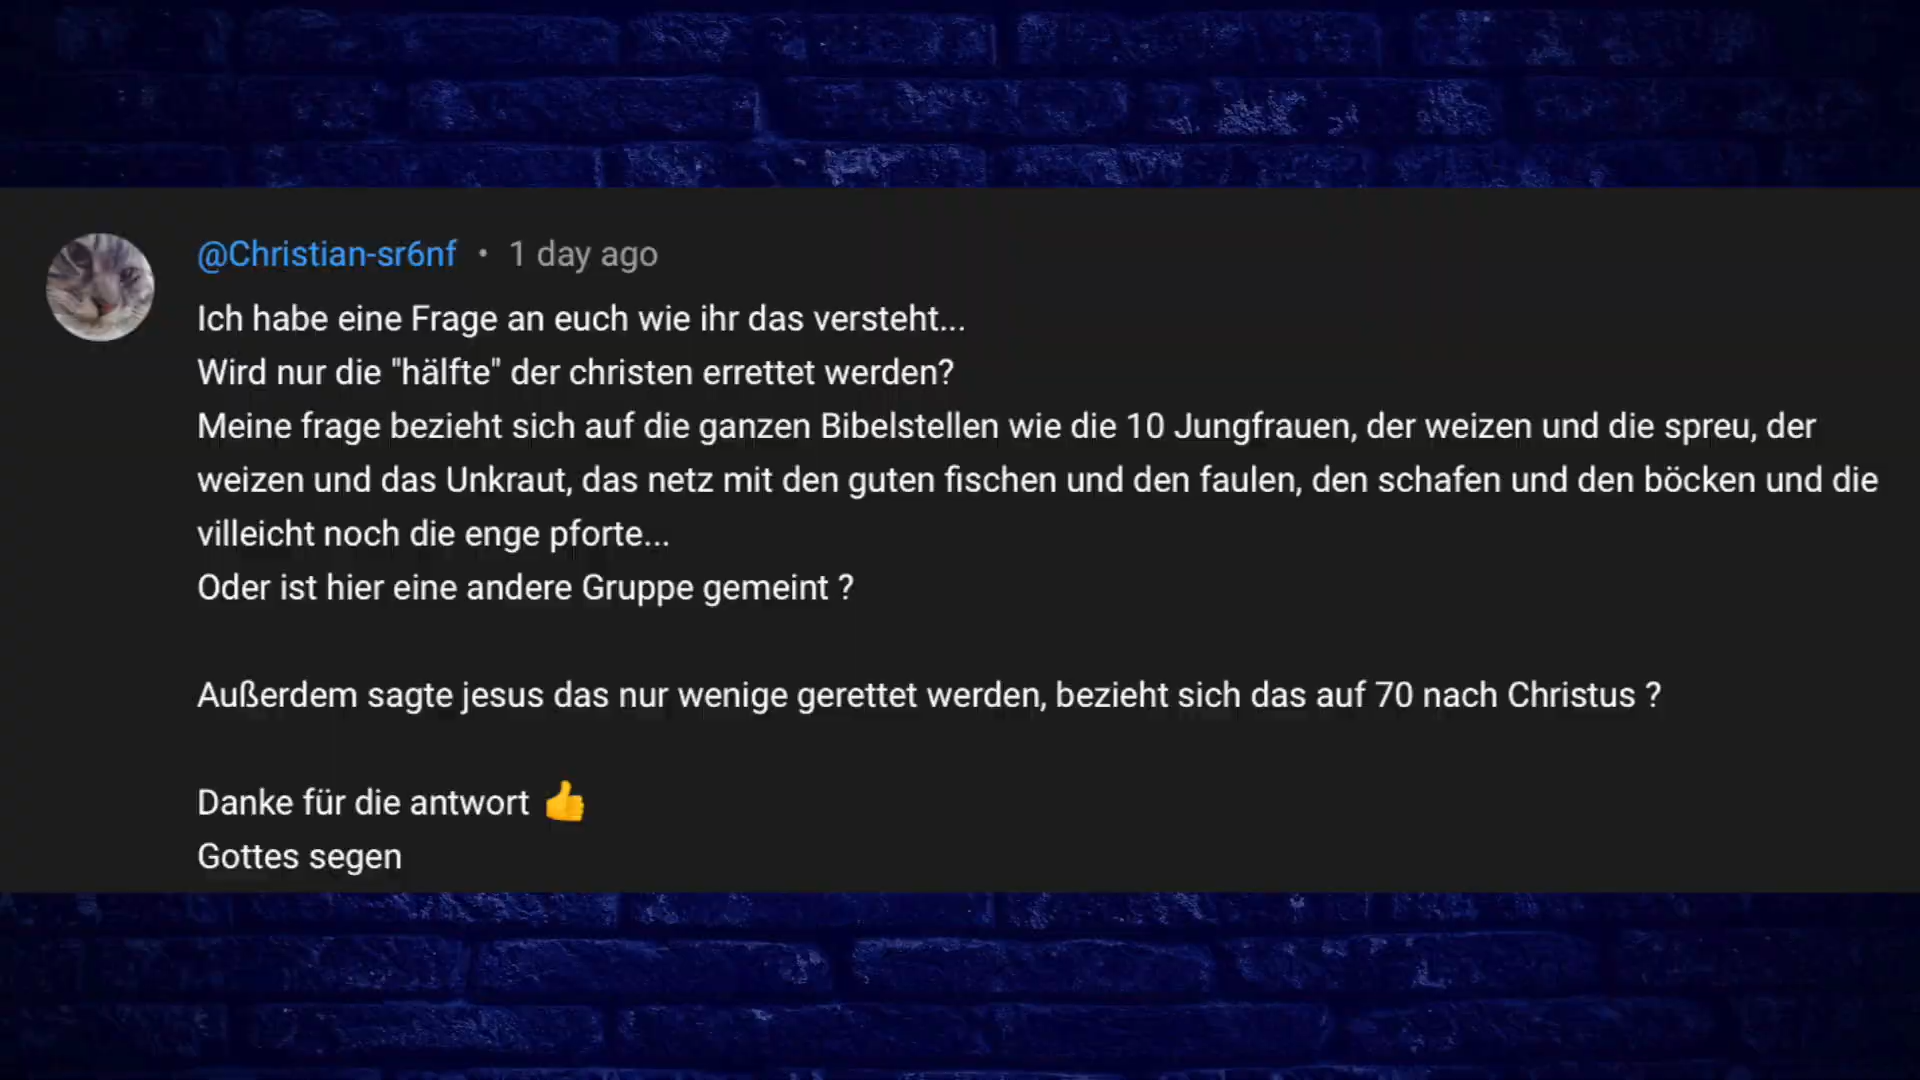 @Christian-sr6nf • 1 day ago
Ich habe eine Frage an euch wie ihr das versteht...
Wird nur die "hälfte" der christen errettet werden?
Meine frage bezieht sich auf die ganzen Bibelstellen wie die 10 Jungfrauen, der weizen und die spreu, der
weizen und das Unkraut, das netz mit den guten fischen und den faulen, den schafen und den böcken und die
villeicht noch die enge pforte...
Oder ist hier eine andere Gruppe gemeint ?
Außerdem sagte jesus das nur wenige gerettet werden, bezieht sich das auf 70 nach Christus ?
Danke für die antwort 👍
Gottes segen